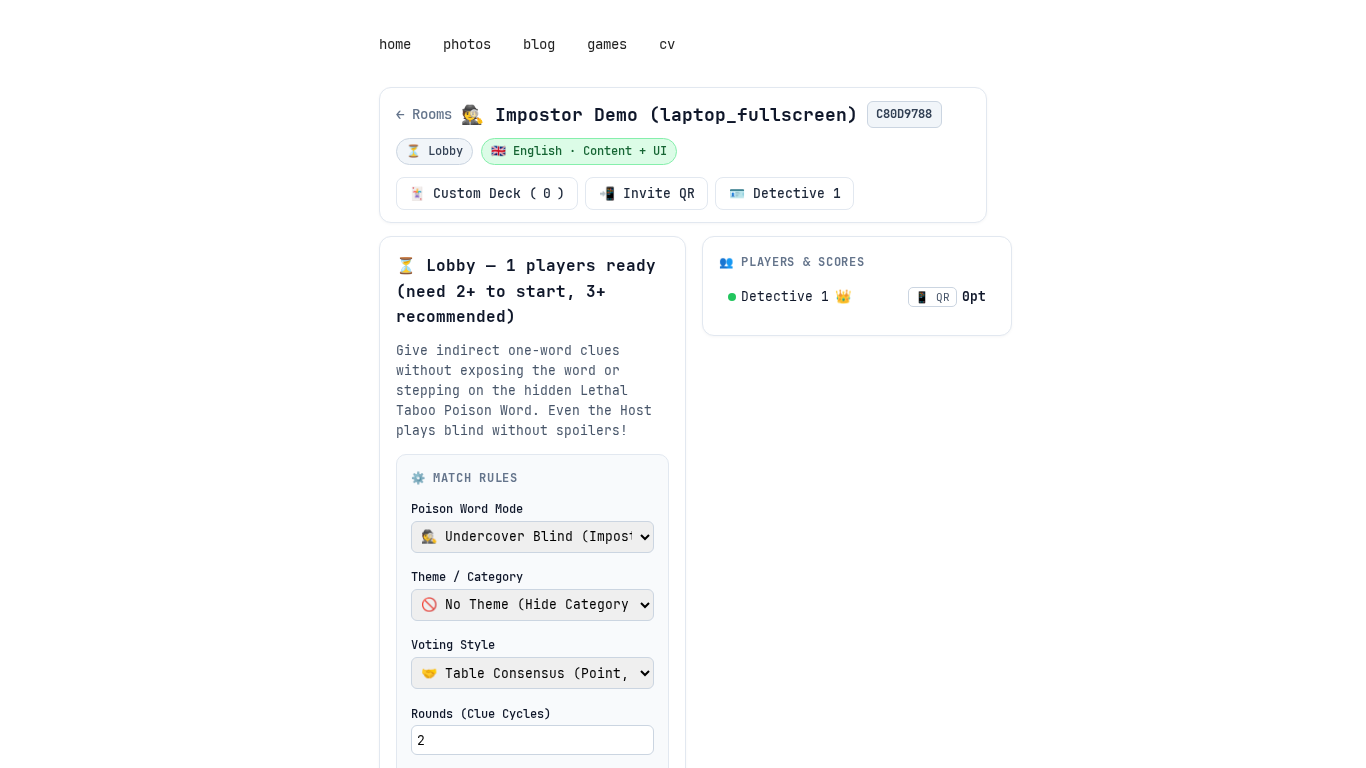 home photos blog games cv
← Rooms 🕵️ Impostor Demo (laptop_fullscreen) C80D9788
⏳ Lobby 🇬🇧 English · Content + UI
🃏 Custom Deck ( 0 ) 📲 Invite QR 🪪 Detective 1
⏳ Lobby — 1 players ready
(need 2+ to start, 3+
recommended)
Give indirect one-word clues
without exposing the word or
stepping on the hidden Lethal
Taboo Poison Word. Even the Host
plays blind without spoilers!
⚙️ MATCH RULES
Poison Word Mode
🕵️ Undercover Blind (Impost
Theme / Category
🚫 No Theme (Hide Category
Voting Style
🤝 Table Consensus (Point,
Rounds (Clue Cycles)
2
👥 PLAYERS & SCORES
Detective 1 👑 📱 QR 0pt